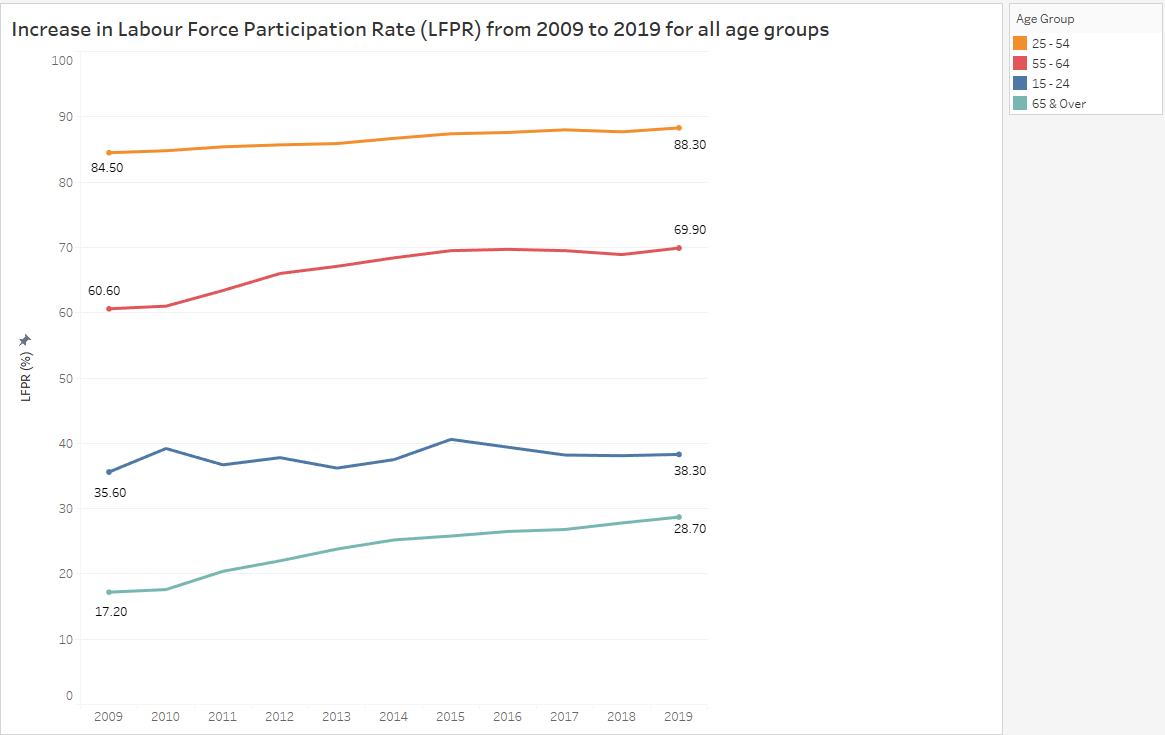 Increase in Labour Force Participation Rate (LFPR) from 2009 to 2019 for all age groups
Age Group
25 - 54
55 - 64
15 - 24
65 & Over
LFPR (%)
100
90
80
70
60
50
40
30
20
10
0
84.50
88.30
60.60
69.90
35.60
38.30
17.20
28.70
2009 2010 2011 2012 2013 2014 2015 2016 2017 2018 2019